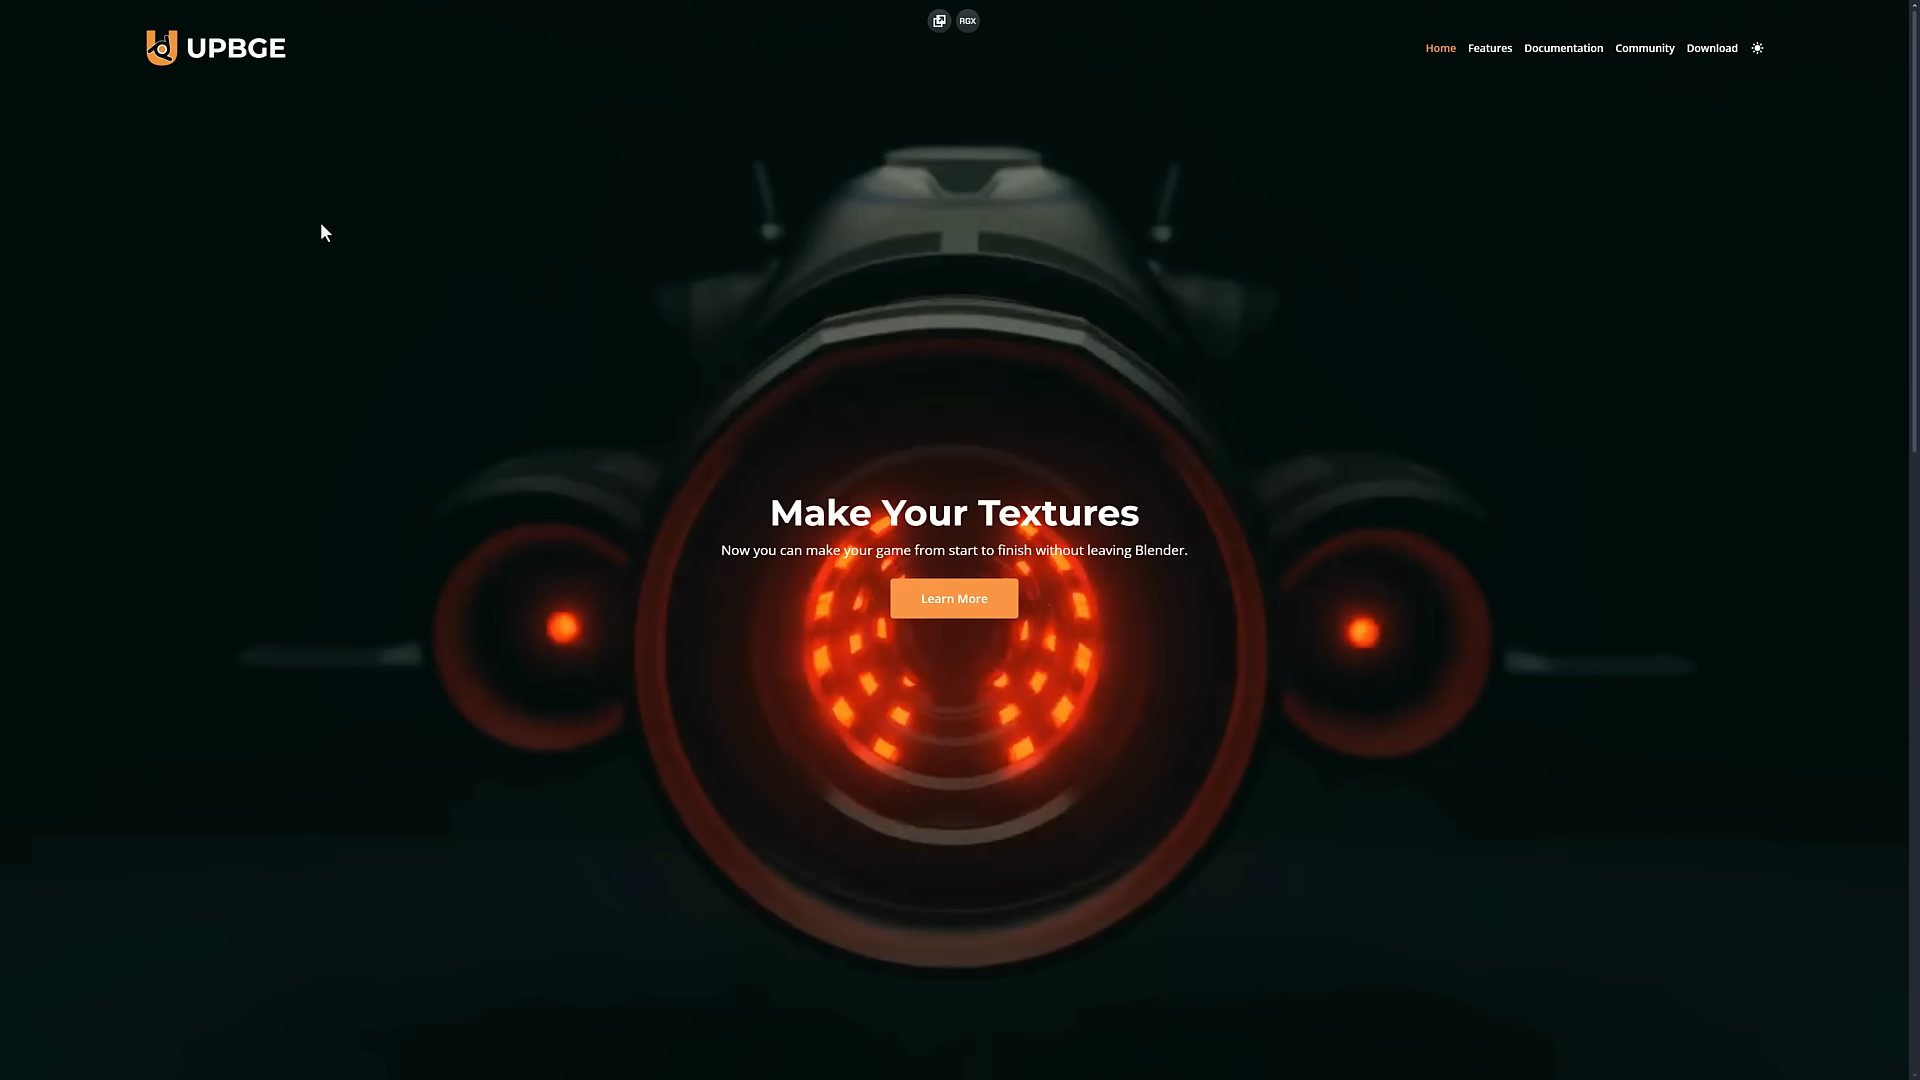 RGX
UPBGE
Home Features Documentation Community Download
Make Your Textures
Now you can make your game from start to finish without leaving Blender.
Learn More